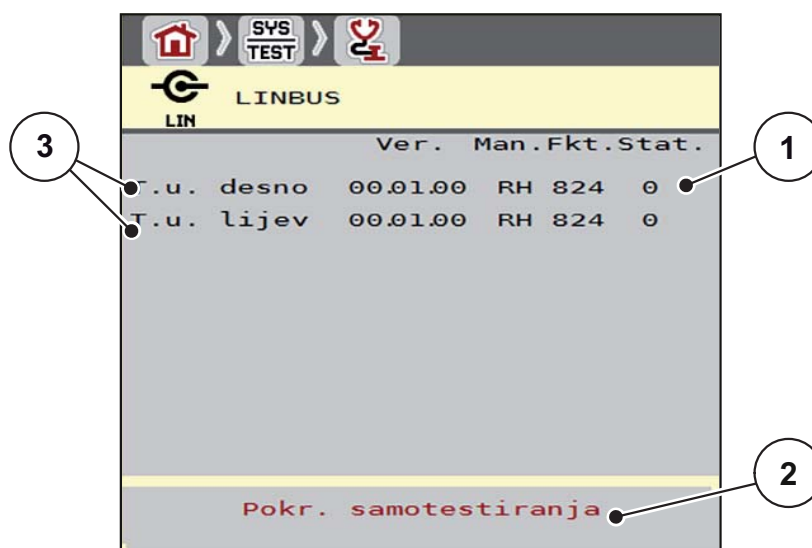 SYS
TEST
LINBUS
LIN
Ver. Man.Fkt.Stat.
T.u. desno 00.01.00 RH 824 0
T.u. lijev 00.01.00 RH 824 0
Pokr. samotestiranja
3
1
2